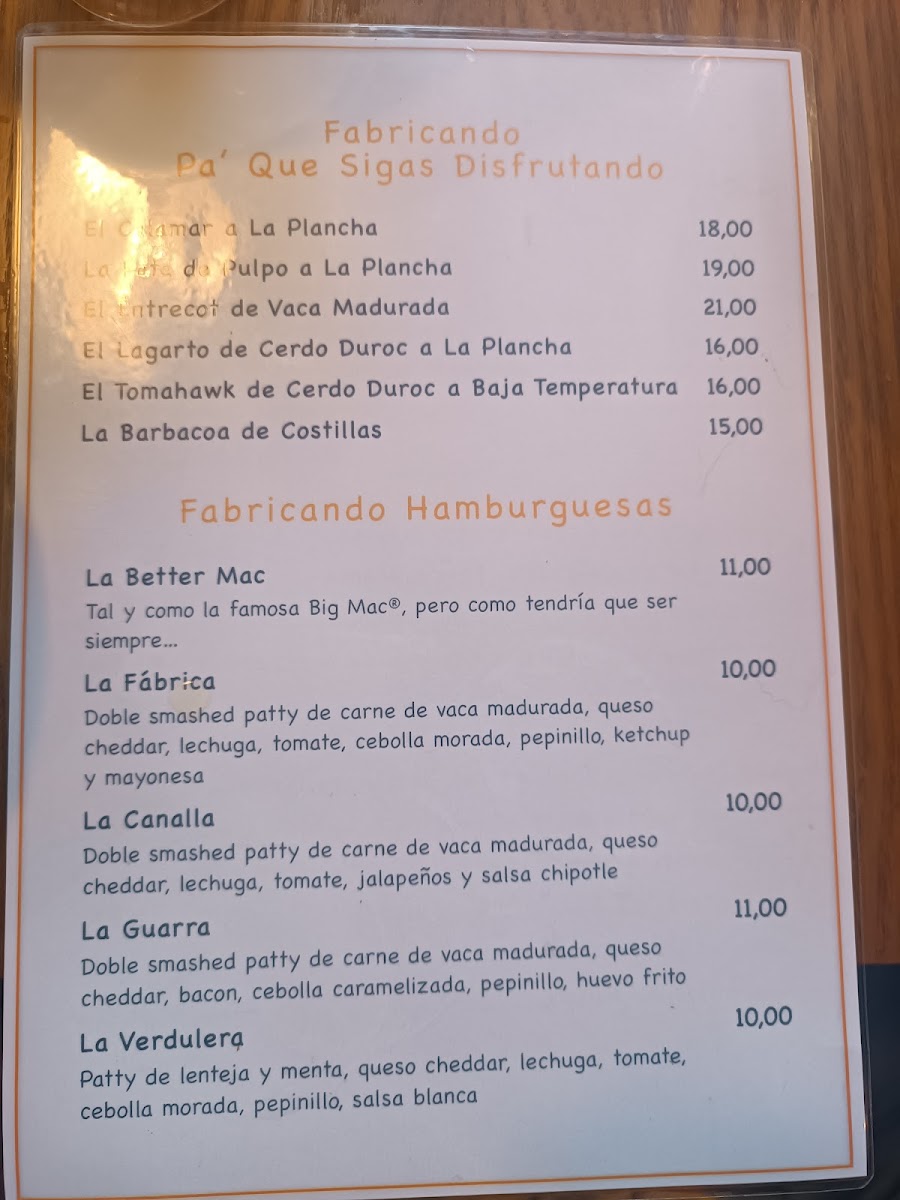 Fabricando
Pa' Que Sigas Disfrutando
El Calamar a La Plancha 18,00
La Pata de Pulpo a La Plancha 19,00
El Entrecot de Vaca Madurada 21,00
El Lagarto de Cerdo Duroc a La Plancha 16,00
El Tomahawk de Cerdo Duroc a Baja Temperatura 16,00
La Barbacoa de Costillas 15,00
Fabricando Hamburguesas
La Better Mac 11,00
Tal y como la famosa Big Mac®, pero como tendría que ser
siempre...
La Fábrica 10,00
Doble smashed patty de carne de vaca madurada, queso
cheddar, lechuga, tomate, cebolla morada, pepinillo, ketchup
y mayonesa
La Canalla 10,00
Doble smashed patty de carne de vaca madurada, queso
cheddar, lechuga, tomate, jalapeños y salsa chipotle
La Guarra 11,00
Doble smashed patty de carne de vaca madurada, queso
cheddar, bacon, cebolla caramelizada, pepinillo, huevo frito
La Verdulera 10,00
Patty de lenteja y menta, queso cheddar, lechuga, tomate,
cebolla morada, pepinillo, salsa blanca